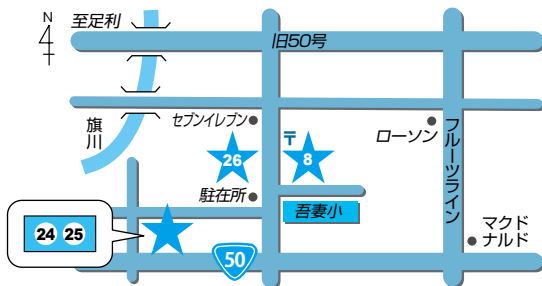 N
至足利
旧50号
旗川
セブンイレブン
ローソン
フルーツライン
26
〒
8
駐在所
吾妻小
24 25
マクド
ナルド
50